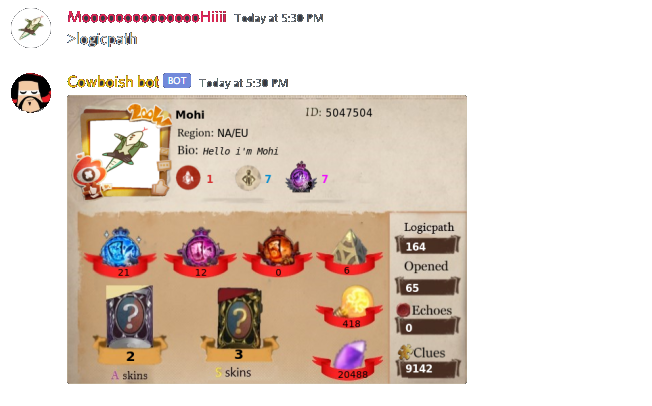 MooooooooooooooHiiii Today at 5:30 PM
>logicpath
Cowboish bot BOT Today at 5:30 PM
Mohi
ID: 5047504
Region: NA/EU
Bio: Hello i'm Mohi
1 7 7
Logicpath
164
Opened
65
Echoes
0
Clues
9142
21 12 0 6
418
2 3
A skins S skins
20488